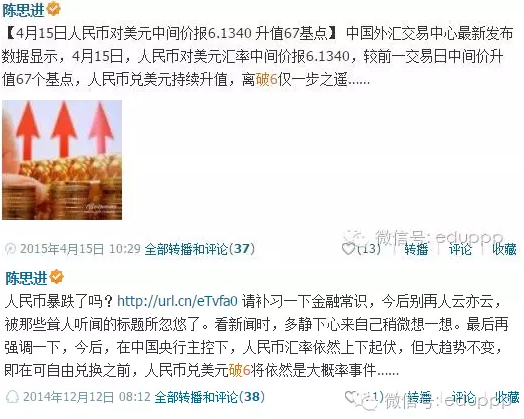 陈思进
【4月15日人民币对美元中间价报6.1340 升值67基点】 中国外汇交易中心最新发布
数据显示，4月15日，人民币对美元汇率中间价报6.1340，较前一交易日中间价升
值67个基点，人民币兑美元持续升值，离破6仅一步之遥......
微信号: eduppp
2015年4月15日 10:29 全部转播和评论(37) (13) 转播 评论 收藏
陈思进
人民币暴跌了吗？http://url.cn/eTvfa0 请补习一下金融常识，今后别再人云亦云，
被那些耸人听闻的标题所忽悠了。看新闻时，多静下心来自己稍微想一想。最后再
强调一下，今后，在中国央行主控下，人民币汇率依然上下起伏，但大趋势不变，
即在可自由兑换之前，人民币兑美元破6将依然是大概率事件......
2014年12月12日 08:12 全部转播和评论(38) 转播 评论 收藏
微信号: eduppp